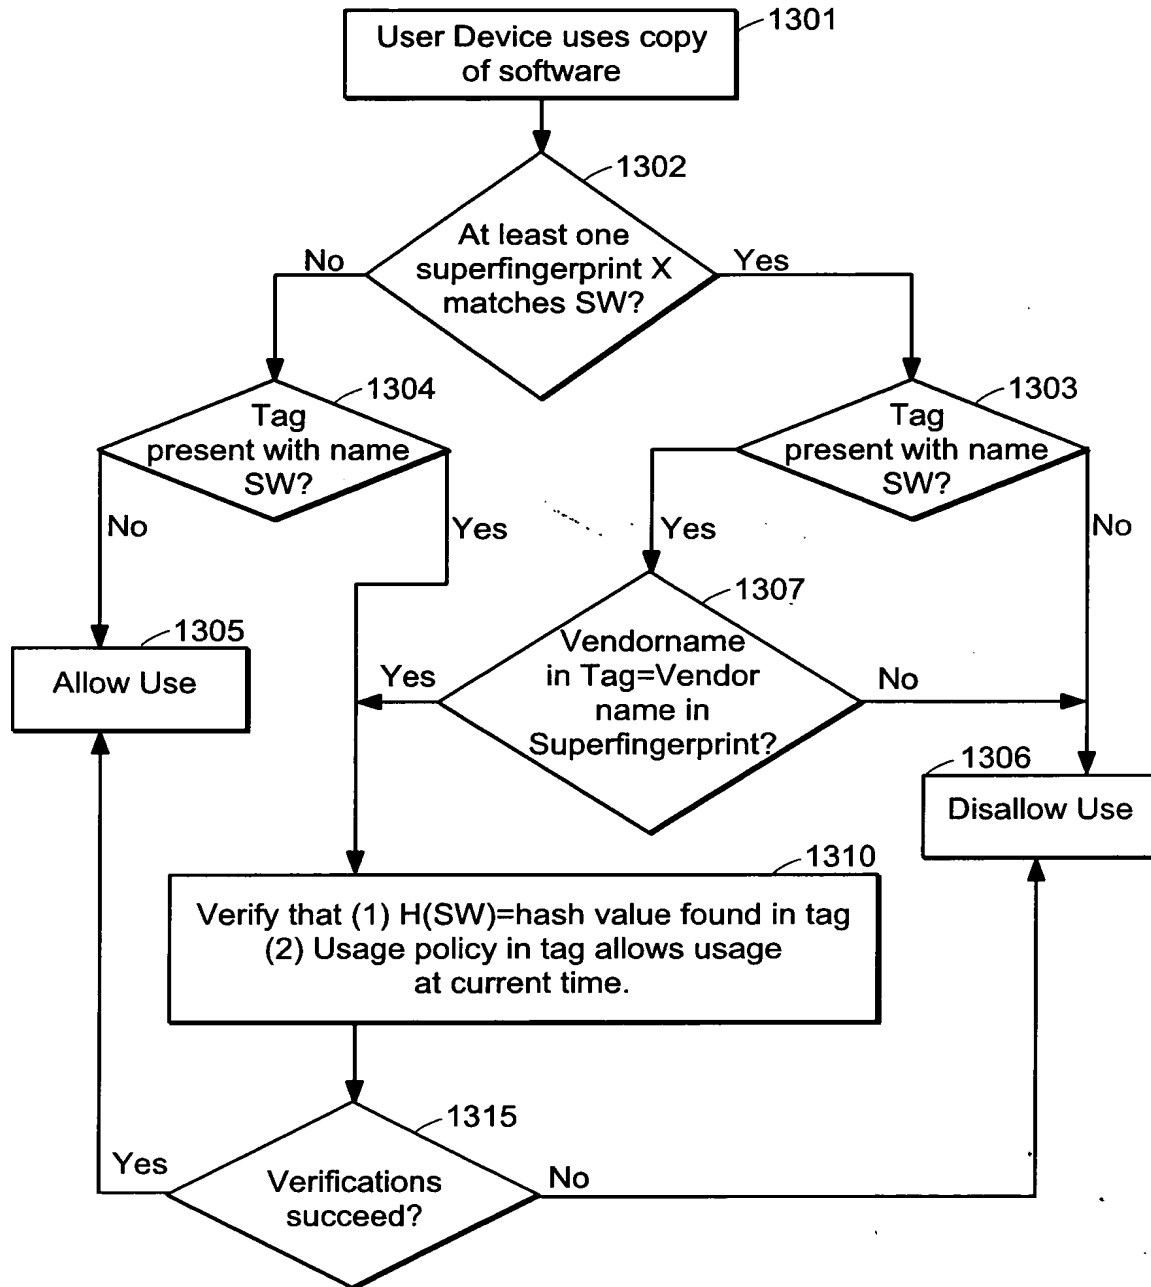 1301
User Device uses copy
of software
1302
At least one
superfingerprint X
matches SW?
No
Yes
1304
Tag
present with name
SW?
1303
Tag
present with name
SW?
No
Yes
Yes
No
1307
Vendorname
in Tag=Vendor
name in
Superfingerprint?
Yes
No
1305
Allow Use
1306
Disallow Use
1310
Verify that (1) H(SW)=hash value found in tag
(2) Usage policy in tag allows usage
at current time.
1315
Verifications
succeed?
Yes
No